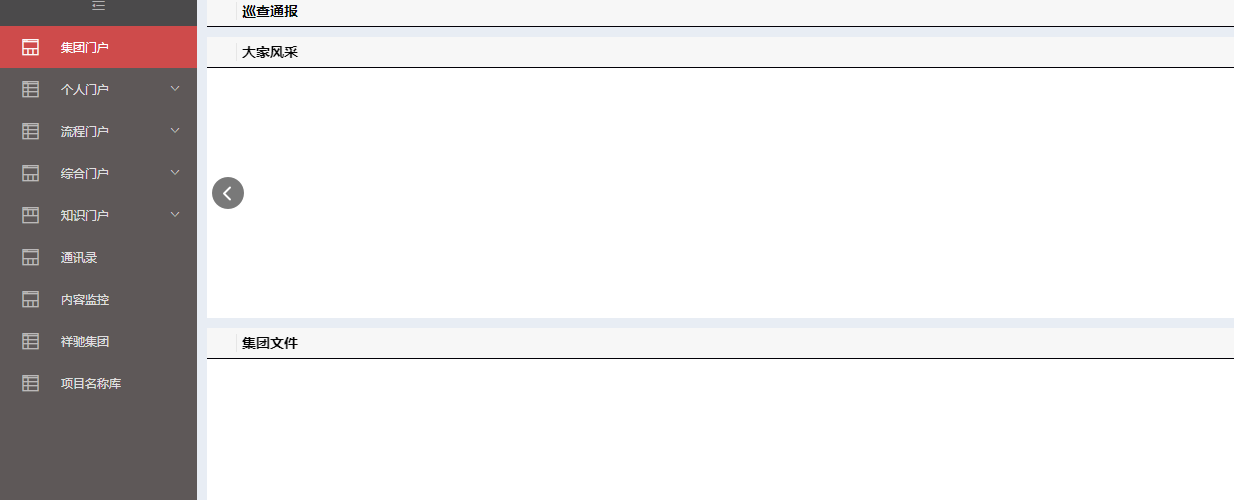 集团门户
个人门户
流程门户
综合门户
知识门户
通讯录
内容监控
祥驰集团
项目名称库
巡查通报
大家风采
集团文件